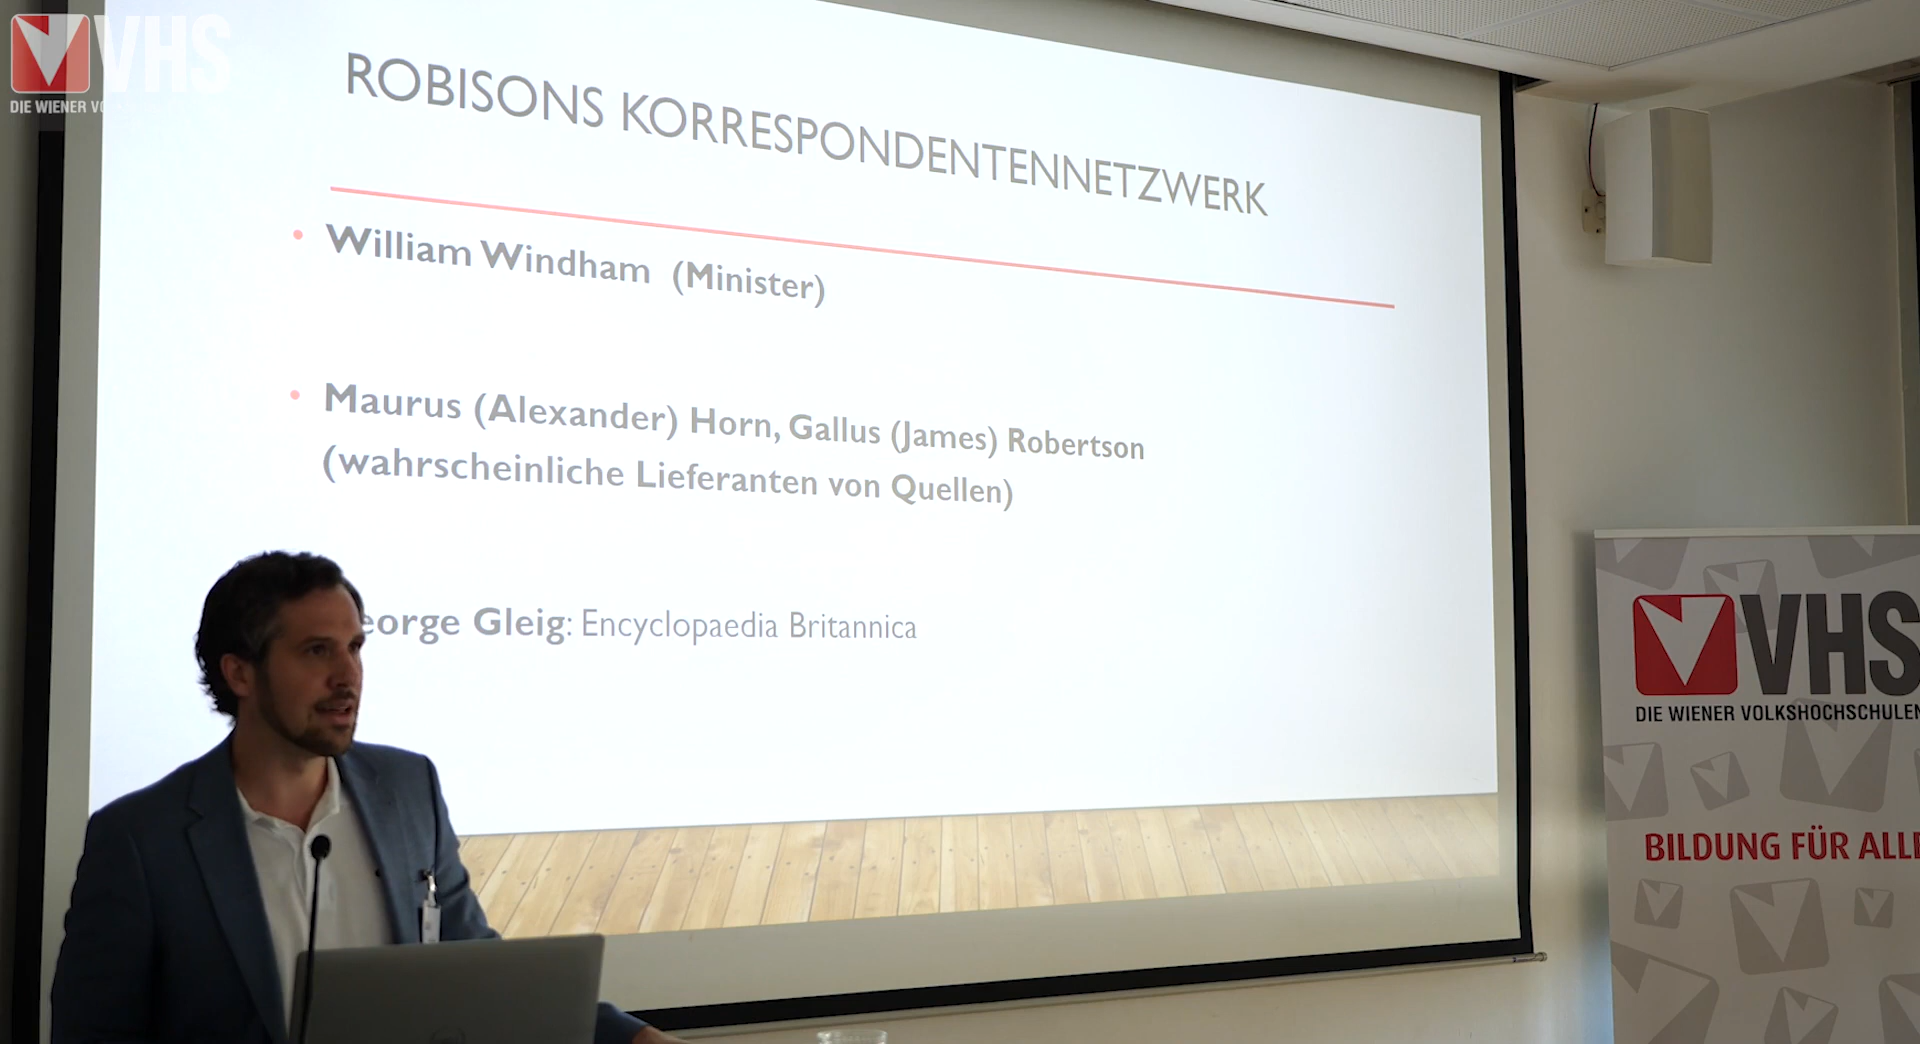 VHS
DIE WIENER
ROBISONS KORRESPONDENTENNETZWERK
• William Windham (Minister)
• Maurus (Alexander) Horn, Gallus (James) Robertson
(wahrscheinliche Lieferanten von Quellen)
eorge Gleig: Encyclopaedia Britannica
VHS
DIE WIENER VOLKSHOCHSCHULEN
BILDUNG FÜR ALLE